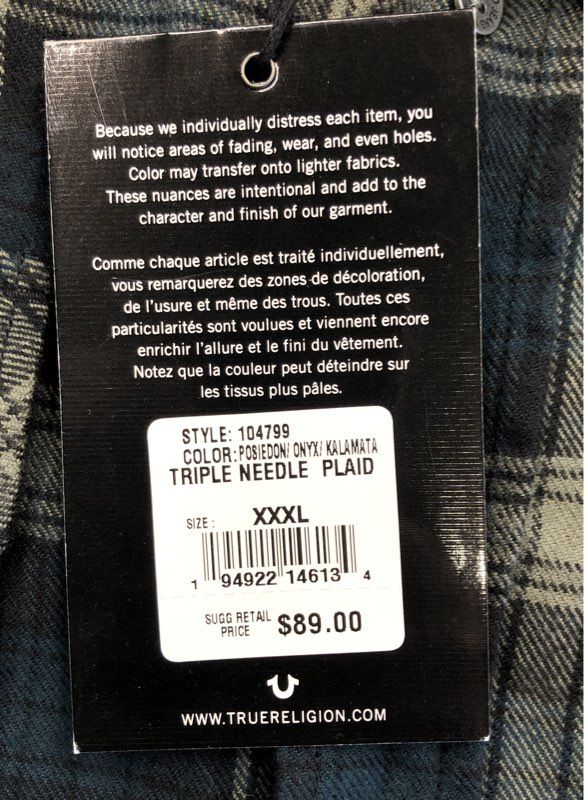 Because we individually distress each item, you
will notice areas of fading, wear, and even holes.
Color may transfer onto lighter fabrics.
These nuances are intentional and add to the
character and finish of our garment.
Comme chaque article est traité individuellement,
vous remarquerez des zones de décoloration,
de l'usure et même des trous. Toutes ces
particularités sont voulues et viennent encore
enrichir l'allure et le fini du vêtement.
Notez que la couleur peut déteindre sur
les tissus plus pâles.
STYLE: 104799
COLOR: POSIEDON/ ONYX/ KALAMATA
TRIPLE NEEDLE PLAID
SIZE: XXXL
1 94922 14613 4
SUGG RETAIL
PRICE $89.00
WWW.TRUERELIGION.COM